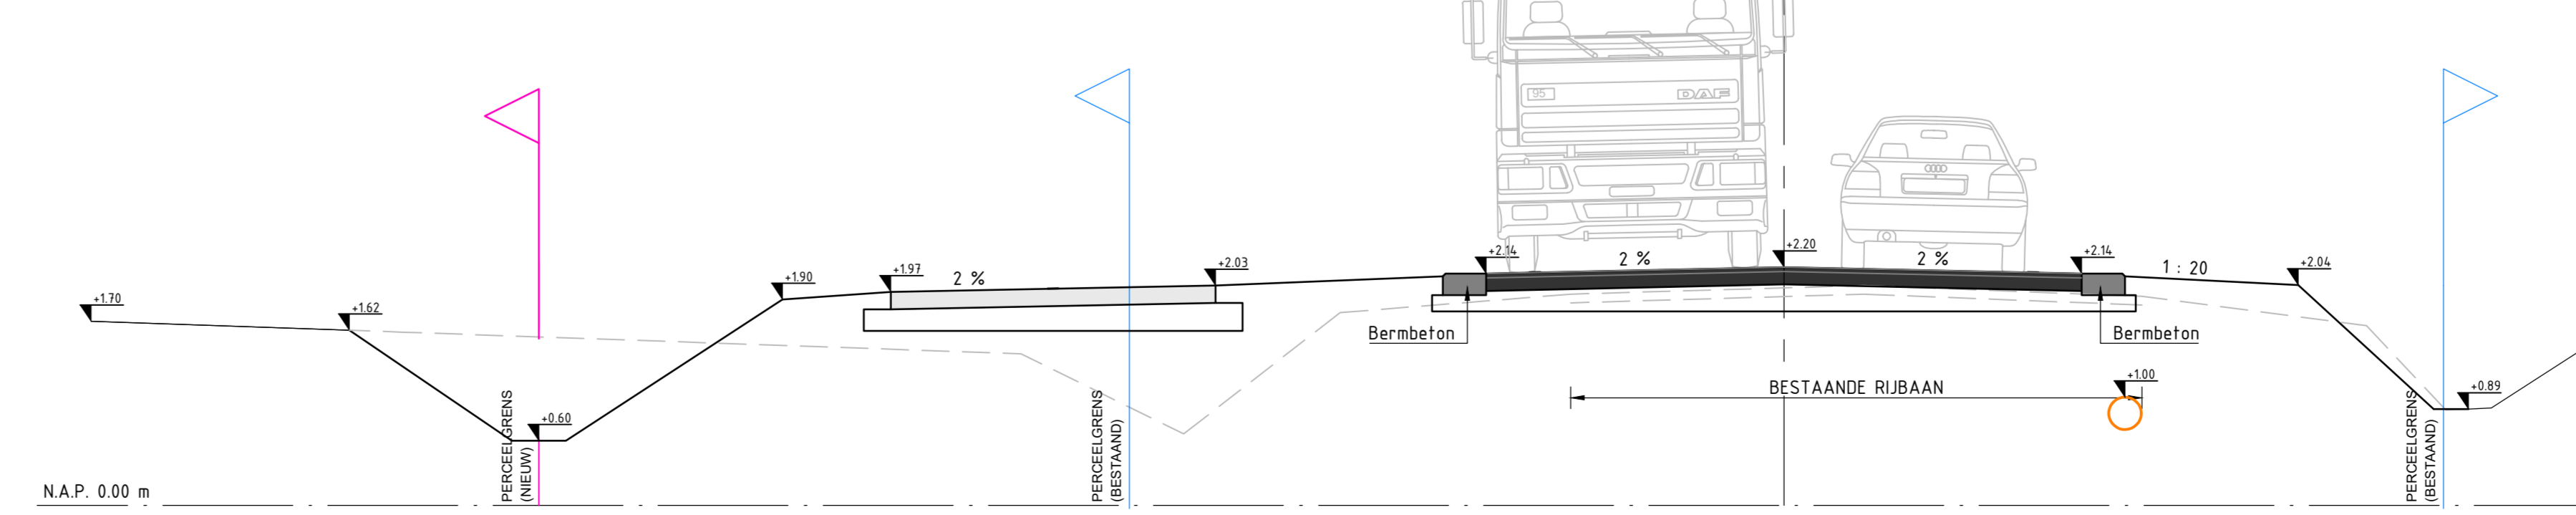 95
DAF
+2.14
2 %
+2.20
2 %
+2.14
1 : 20
+2.04
+1.97
2 %
+2.03
+1.90
+1.70
+1.62
Bermbeton
Bermbeton
BESTAANDE RIJBAAN
+1.00
+0.89
+0.60
PERCEELGRENS
(NIEUW)
PERCEELGRENS
(BESTAAND)
PERCEELGRENS
(BESTAAND)
N.A.P. 0.00 m